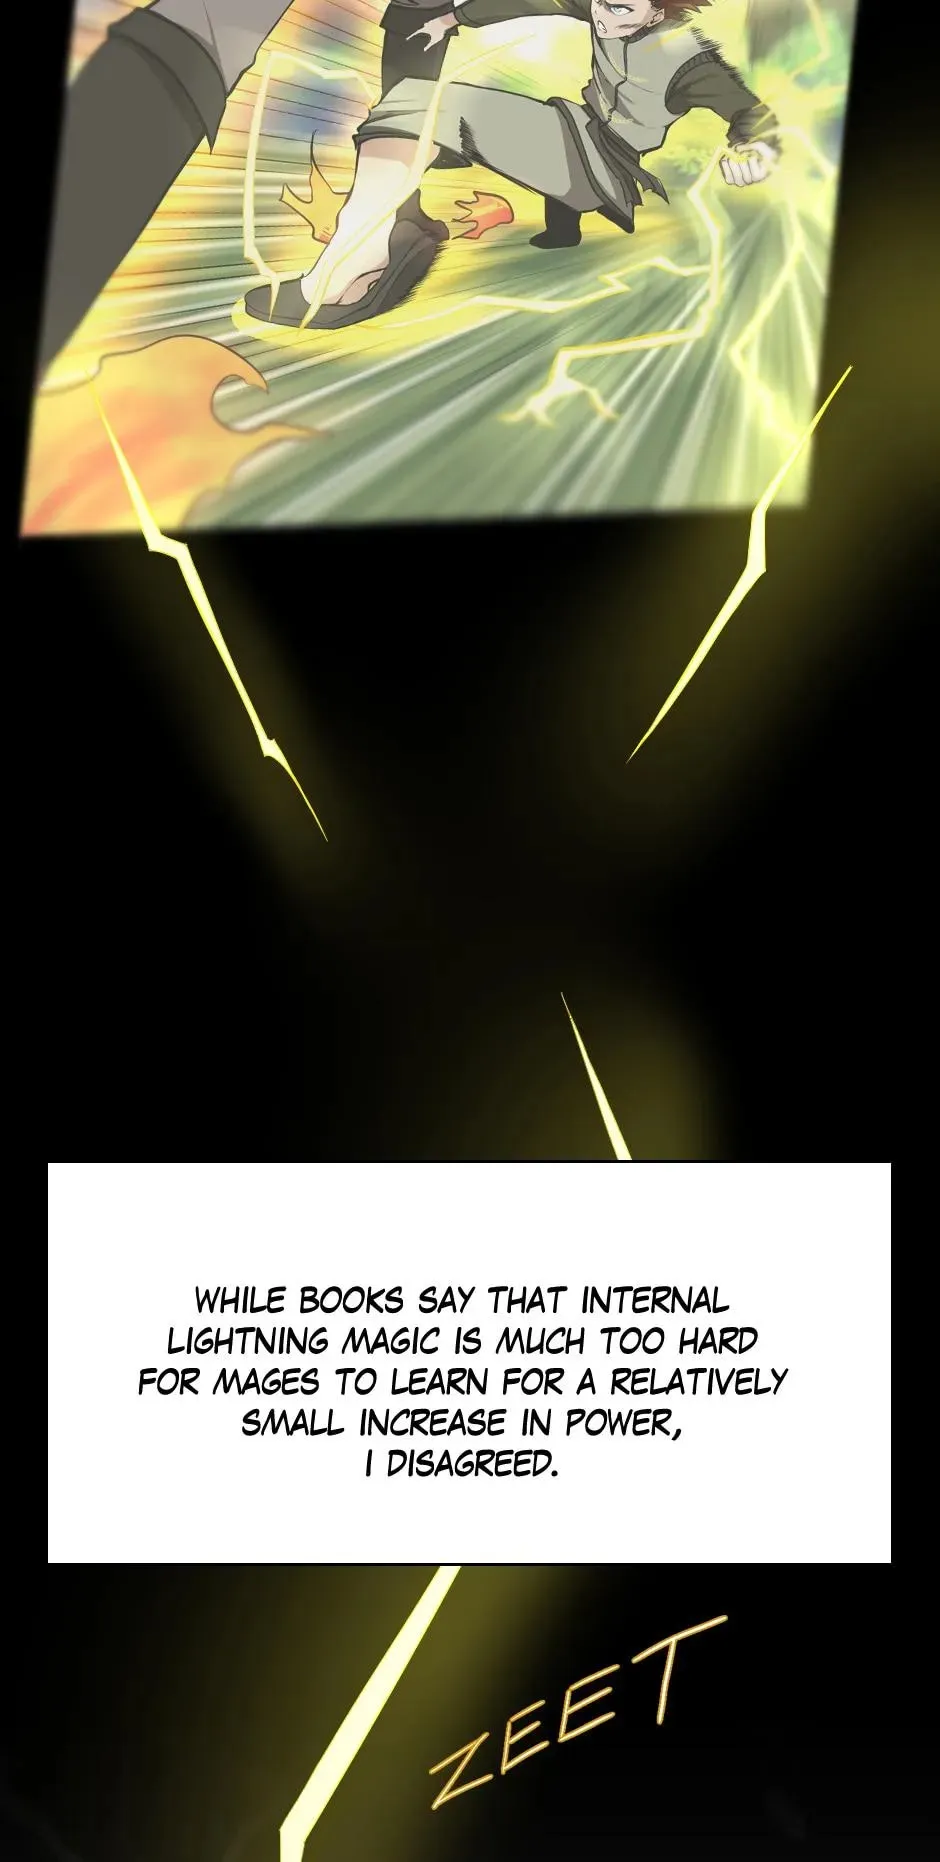 WHILE BOOKS SAY THAT INTERNAL
LIGHTNING MAGIC IS MUCH TOO HARD
FOR MAGES TO LEARN FOR A RELATIVELY
SMALL INCREASE IN POWER,
I DISAGREED.
ZEET